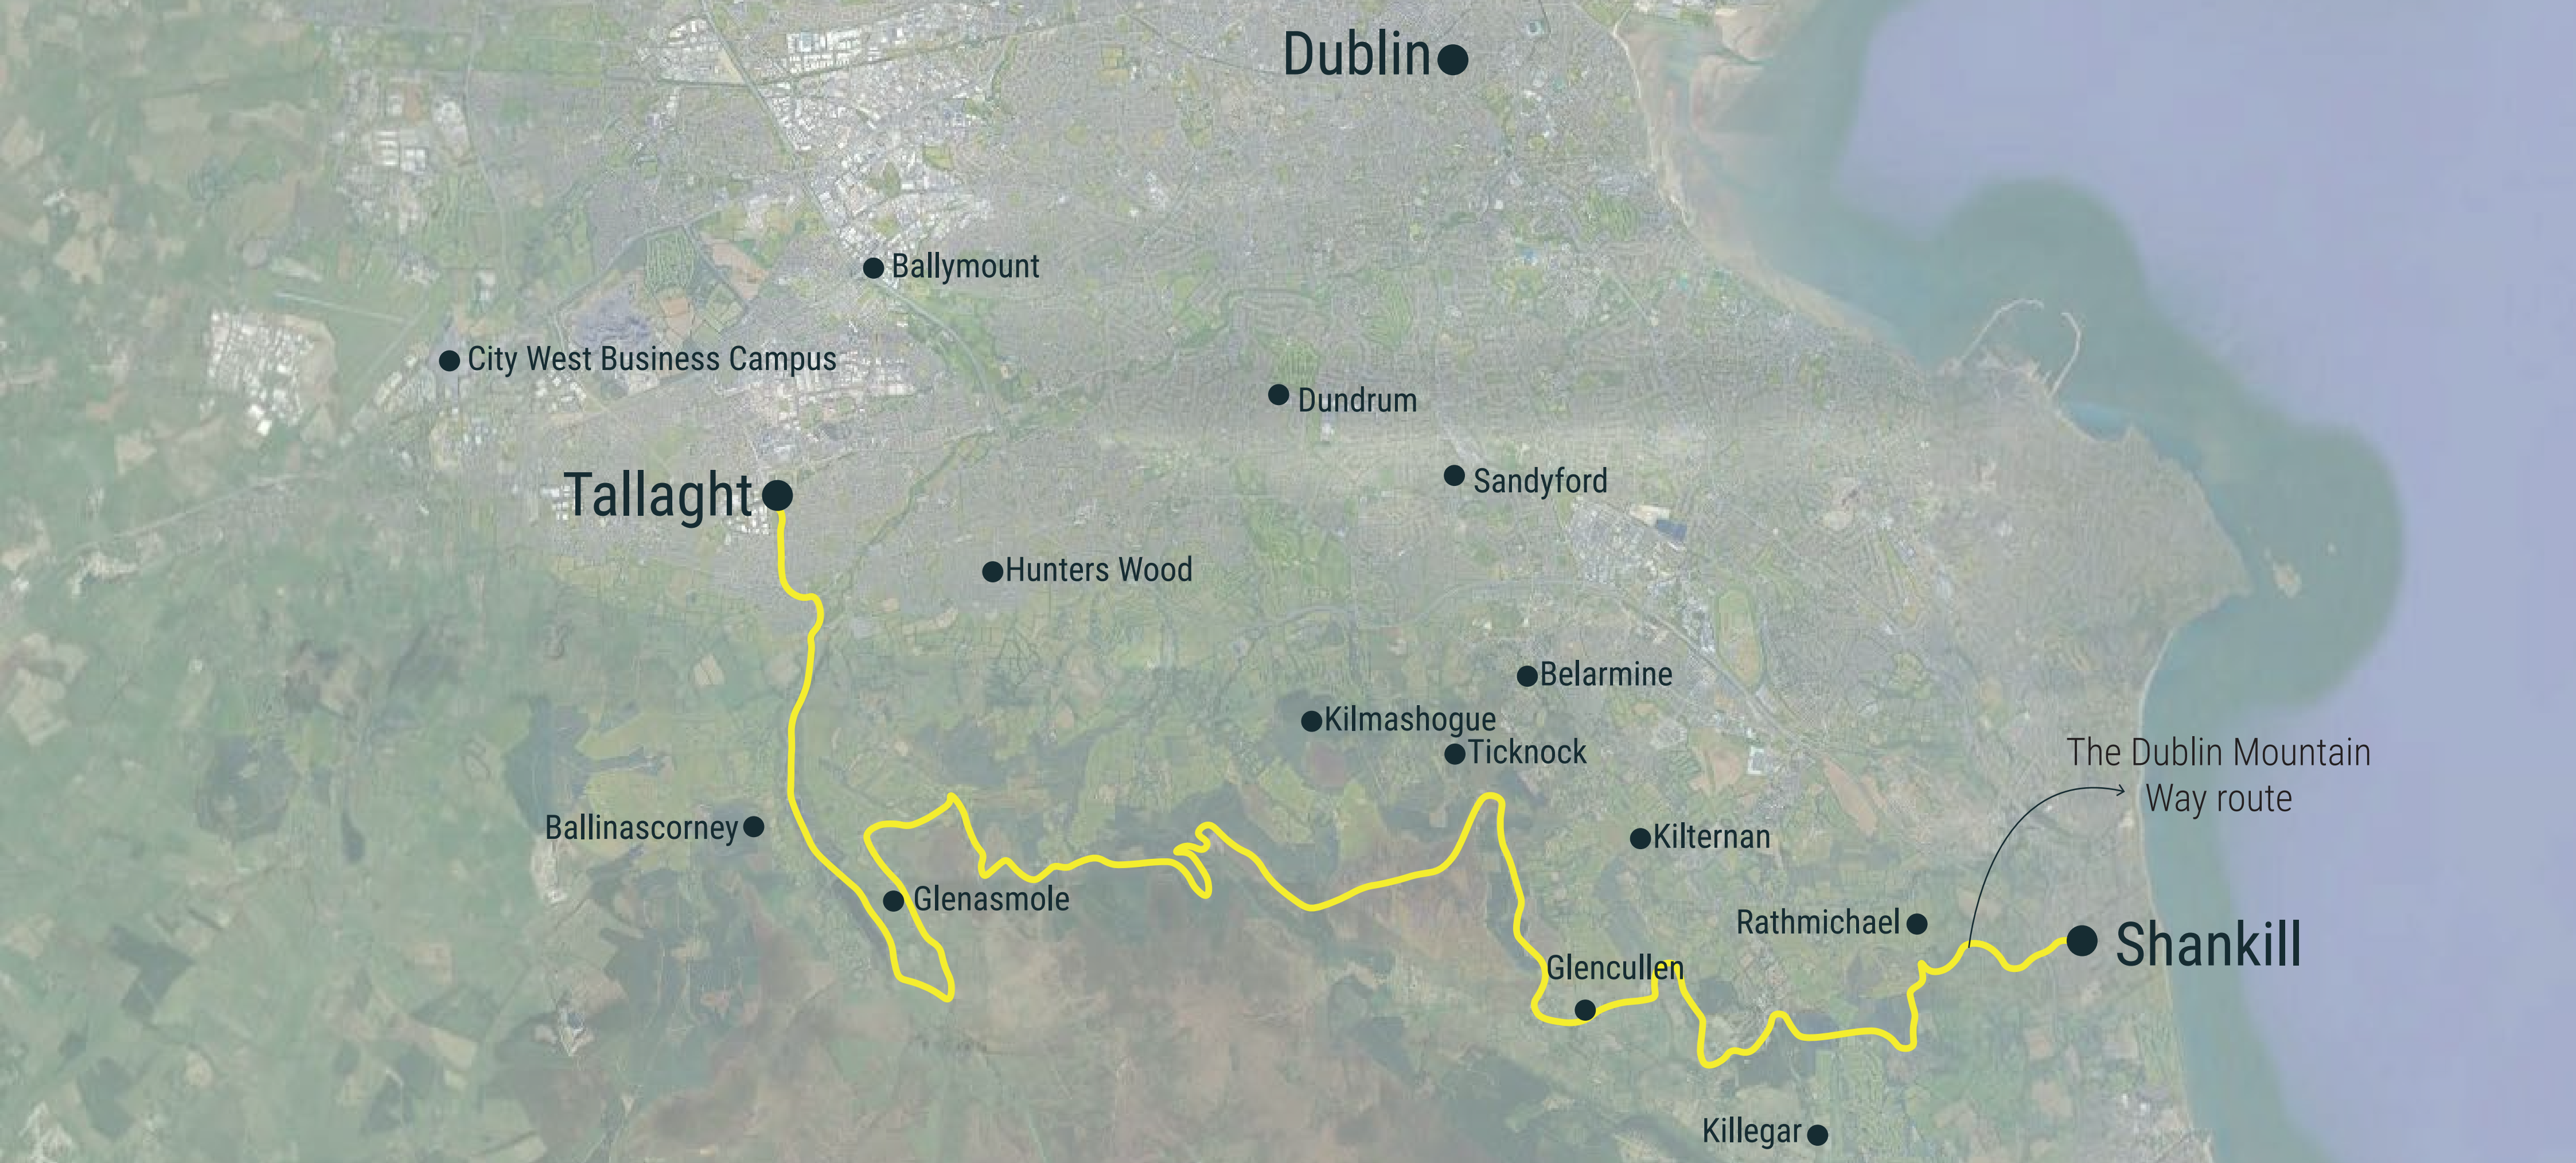 Dublin
Ballymount
City West Business Campus
Dundrum
Tallaght
Sandyford
Hunters Wood
Belarmine
Kilmashogue
Ticknock
The Dublin Mountain
Way route
Ballinascorney
Kilternan
Glenasmole
Rathmichael
Shankill
Glencullen
Killegar